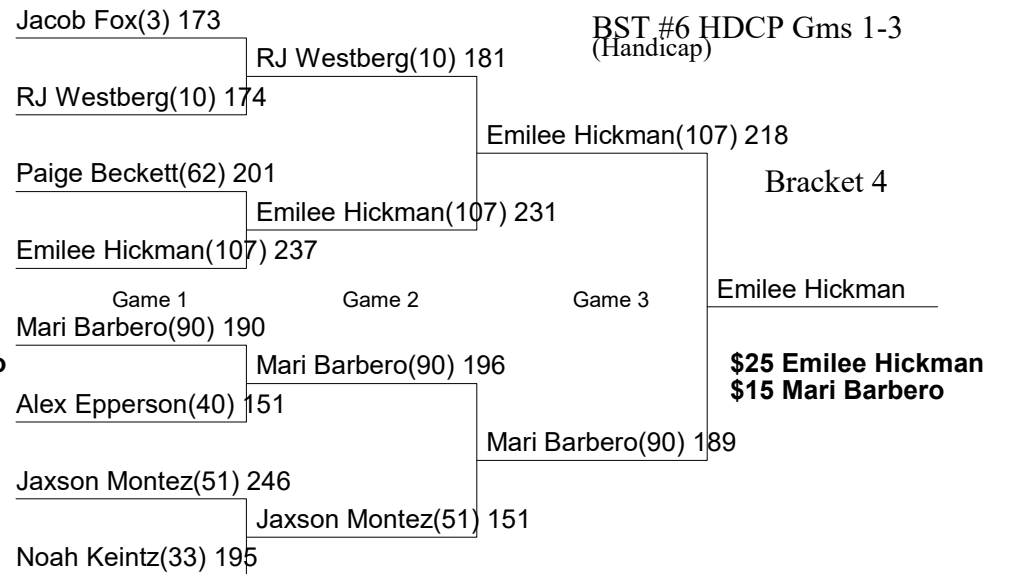 Jacob Fox(3) 173
BST #6 HDCP Gms 1-3
(Handicap)
RJ Westberg(10) 181
RJ Westberg(10) 174
Emilee Hickman(107) 218
Paige Beckett(62) 201
Bracket 4
Emilee Hickman(107) 231
Emilee Hickman(107) 237
Game 1
Game 2
Game 3
Emilee Hickman
Mari Barbero(90) 190
Mari Barbero(90) 196
$25 Emilee Hickman
$15 Mari Barbero
Alex Epperson(40) 151
Mari Barbero(90) 189
Jaxson Montez(51) 246
Jaxson Montez(51) 151
Noah Keintz(33) 195